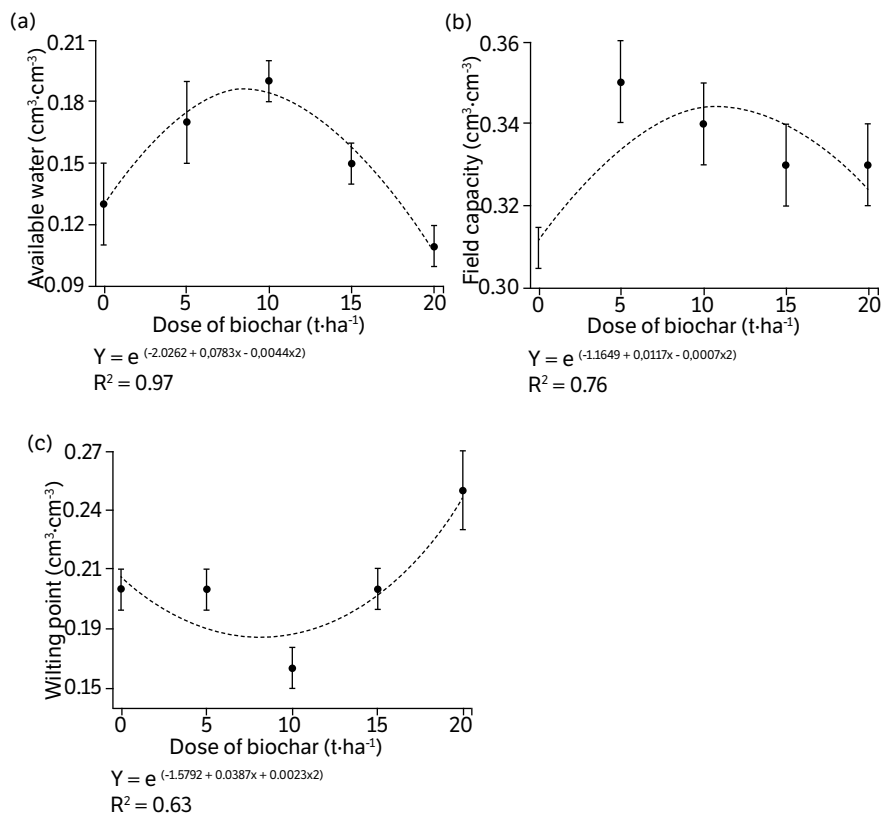 (a)
Available water (cm³·cm⁻³)
0.21
0.18
0.15
0.12
0.09
0 5 10 15 20
Dose of biochar (t·ha⁻¹)
Y = e (-2.0262 + 0,0783x - 0,0044x2)
R² = 0.97
(b)
Field capacity (cm³·cm⁻³)
0.36
0.34
0.32
0.30
0 5 10 15 20
Dose of biochar (t·ha⁻¹)
Y = e (-1.1649 + 0,0117x - 0,0007x2)
R² = 0.76
(c)
Wilting point (cm³·cm⁻³)
0.27
0.24
0.21
0.19
0.15
0 5 10 15 20
Dose of biochar (t·ha⁻¹)
Y = e (-1.5792 + 0.0387x + 0.0023x2)
R² = 0.63